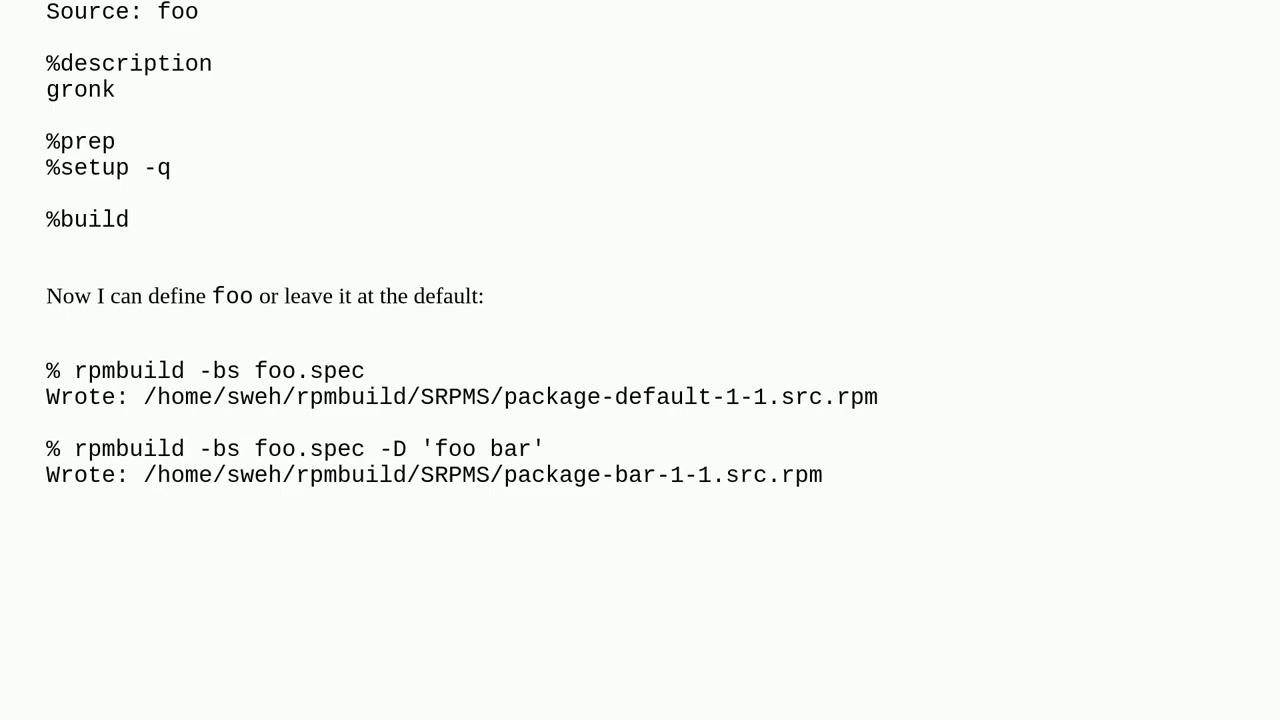 Source: foo
%description
gronk
%prep
%setup -q
%build
Now I can define foo or leave it at the default:
% rpmbuild -bs foo.spec
Wrote: /home/sweh/rpmbuild/SRPMS/package-default-1-1.src.rpm
% rpmbuild -bs foo.spec -D 'foo bar'
Wrote: /home/sweh/rpmbuild/SRPMS/package-bar-1-1.src.rpm